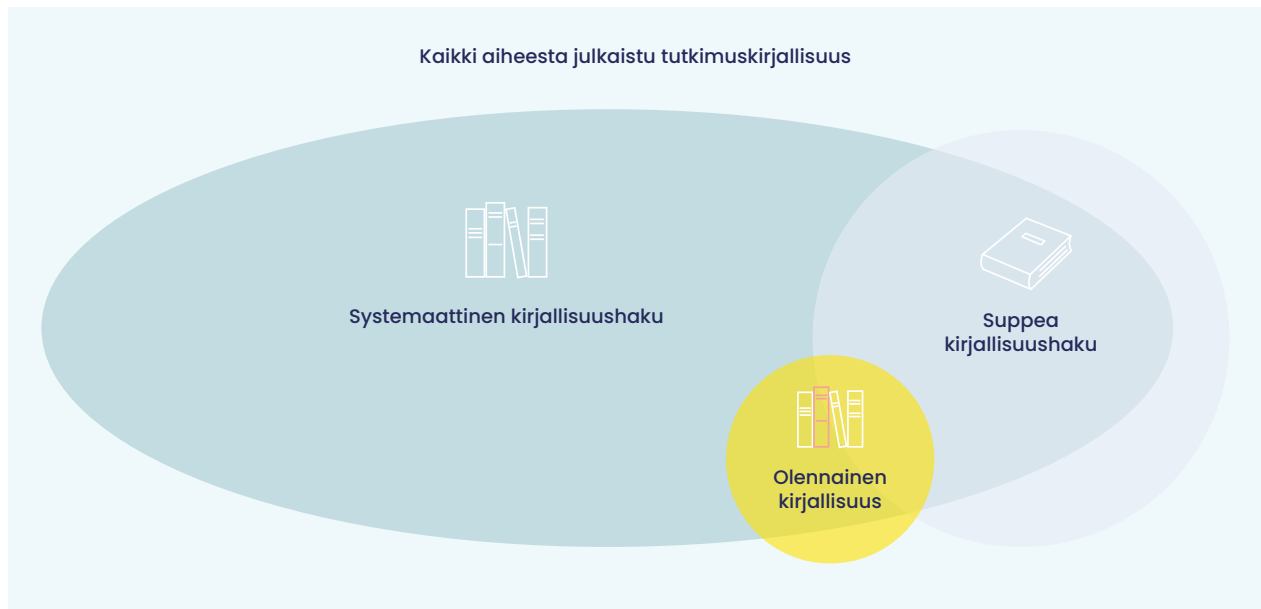 Kaikki aiheesta julkaistu tutkimuskirjallisuus
Systemaattinen kirjallisuushaku
Suppea
kirjallisuushaku
Olennainen
kirjallisuus